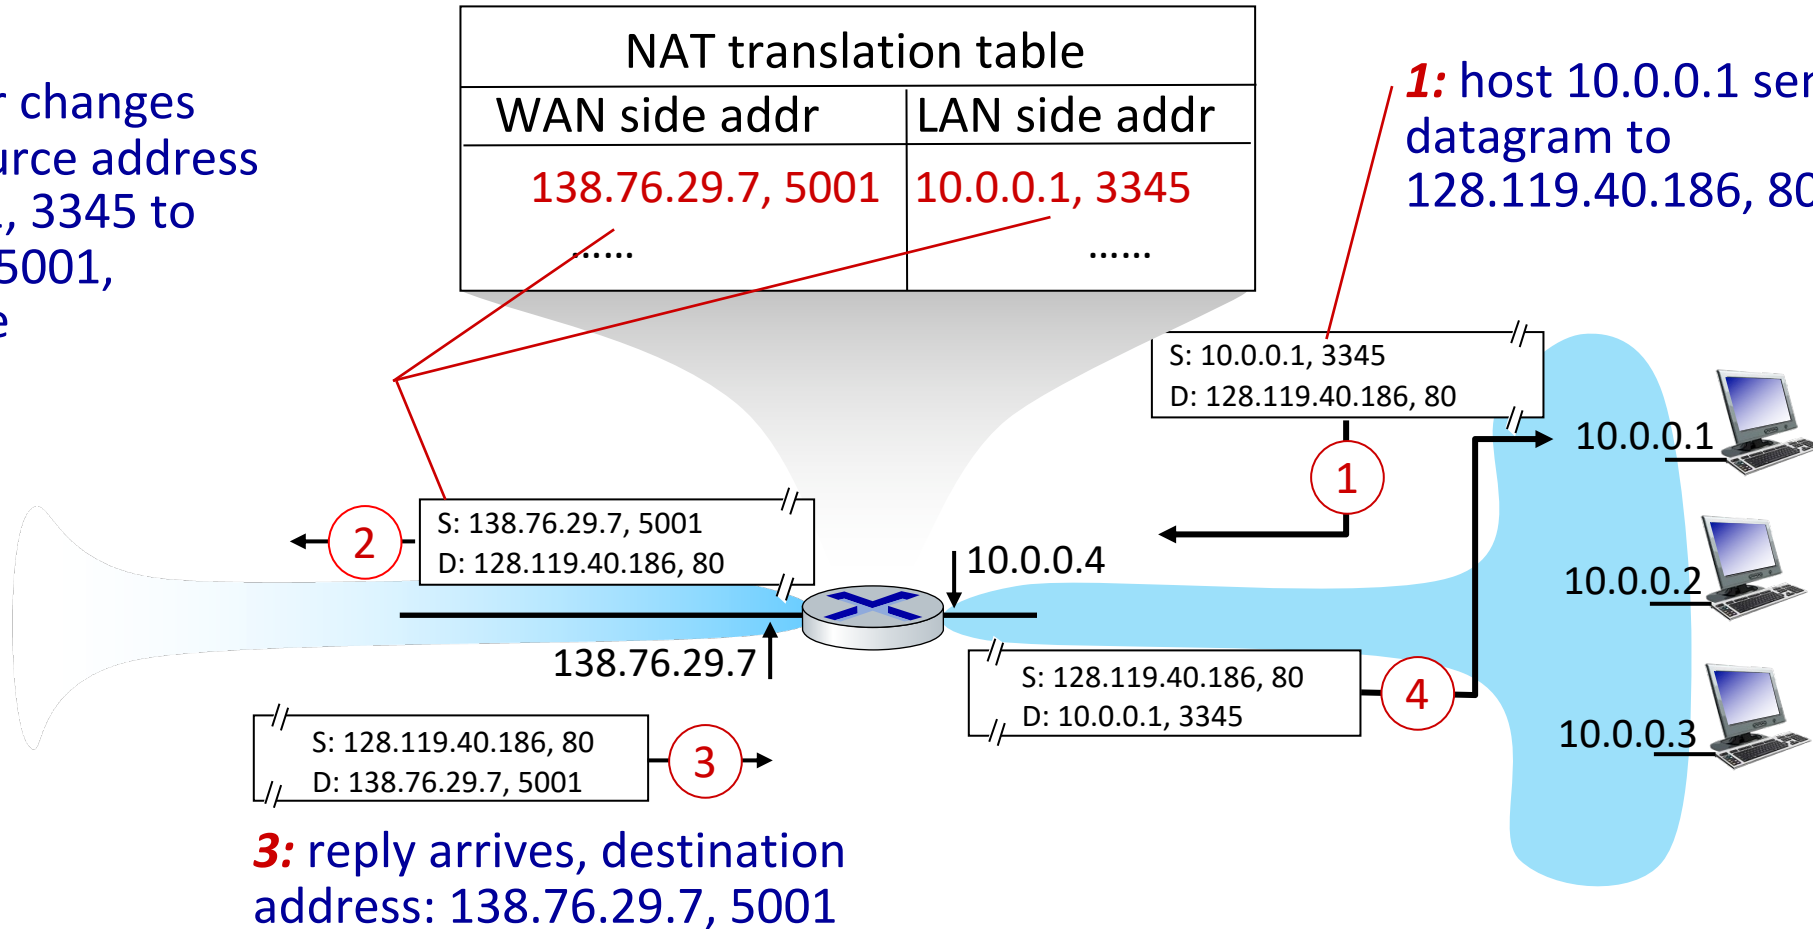 NAT translation table
WAN side addr LAN side addr
138.76.29.7, 5001 10.0.0.1, 3345
...... ......
changes
address
3345 to
5001,
1: host 10.0.0.1
datagram to
128.119.40.186, 80
S: 10.0.0.1, 3345
D: 128.119.40.186, 80
1
10.0.0.1
2
S: 138.76.29.7, 5001
D: 128.119.40.186, 80
10.0.0.4
10.0.0.2
138.76.29.7
S: 128.119.40.186, 80
D: 10.0.0.1, 3345
4
10.0.0.3
S: 128.119.40.186, 80
D: 138.76.29.7, 5001
3
3: reply arrives, destination
address: 138.76.29.7, 5001